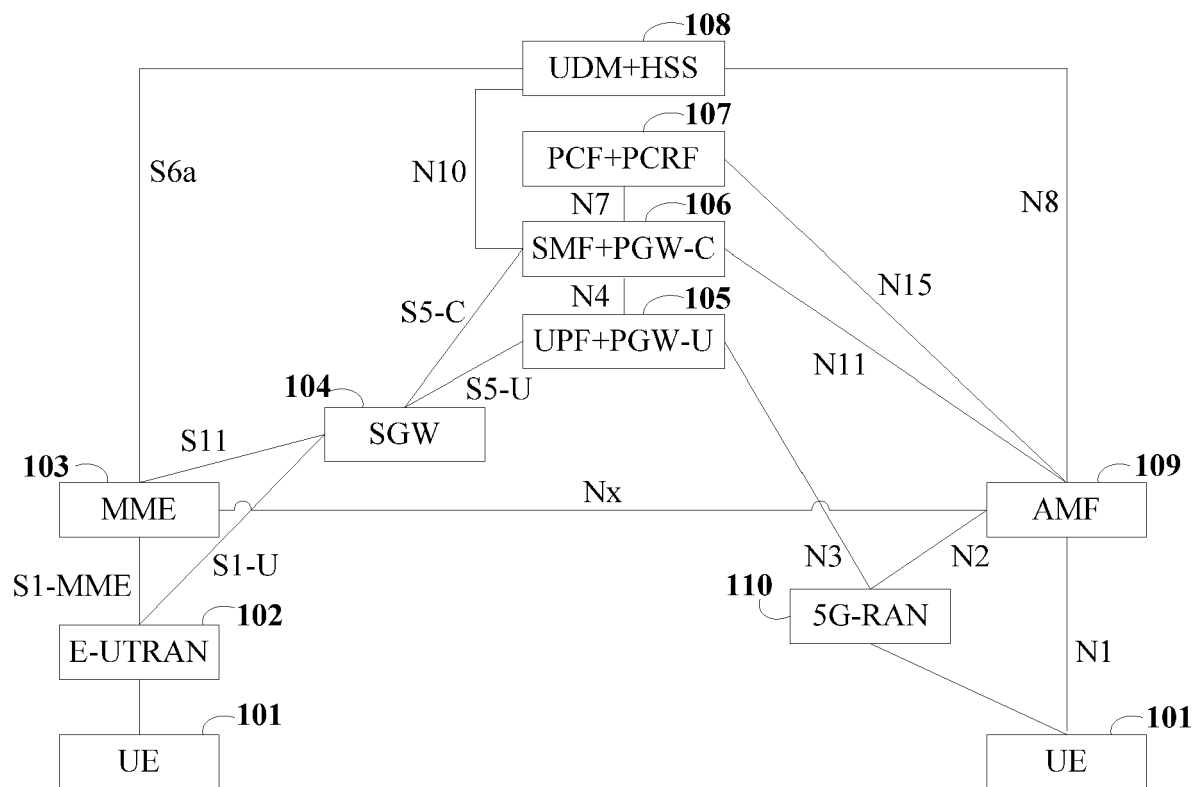 108
UDM+HSS
107
PCF+PCRF
S6a
N10
N8
N7
106
SMF+PGW-C
N15
N4
105
S5-C
UPF+PGW-U
N11
104
S5-U
SGW
S11
103
109
Nx
MME
AMF
S1-U
N3
N2
S1-MME
110
102
5G-RAN
E-UTRAN
N1
101
101
UE
UE